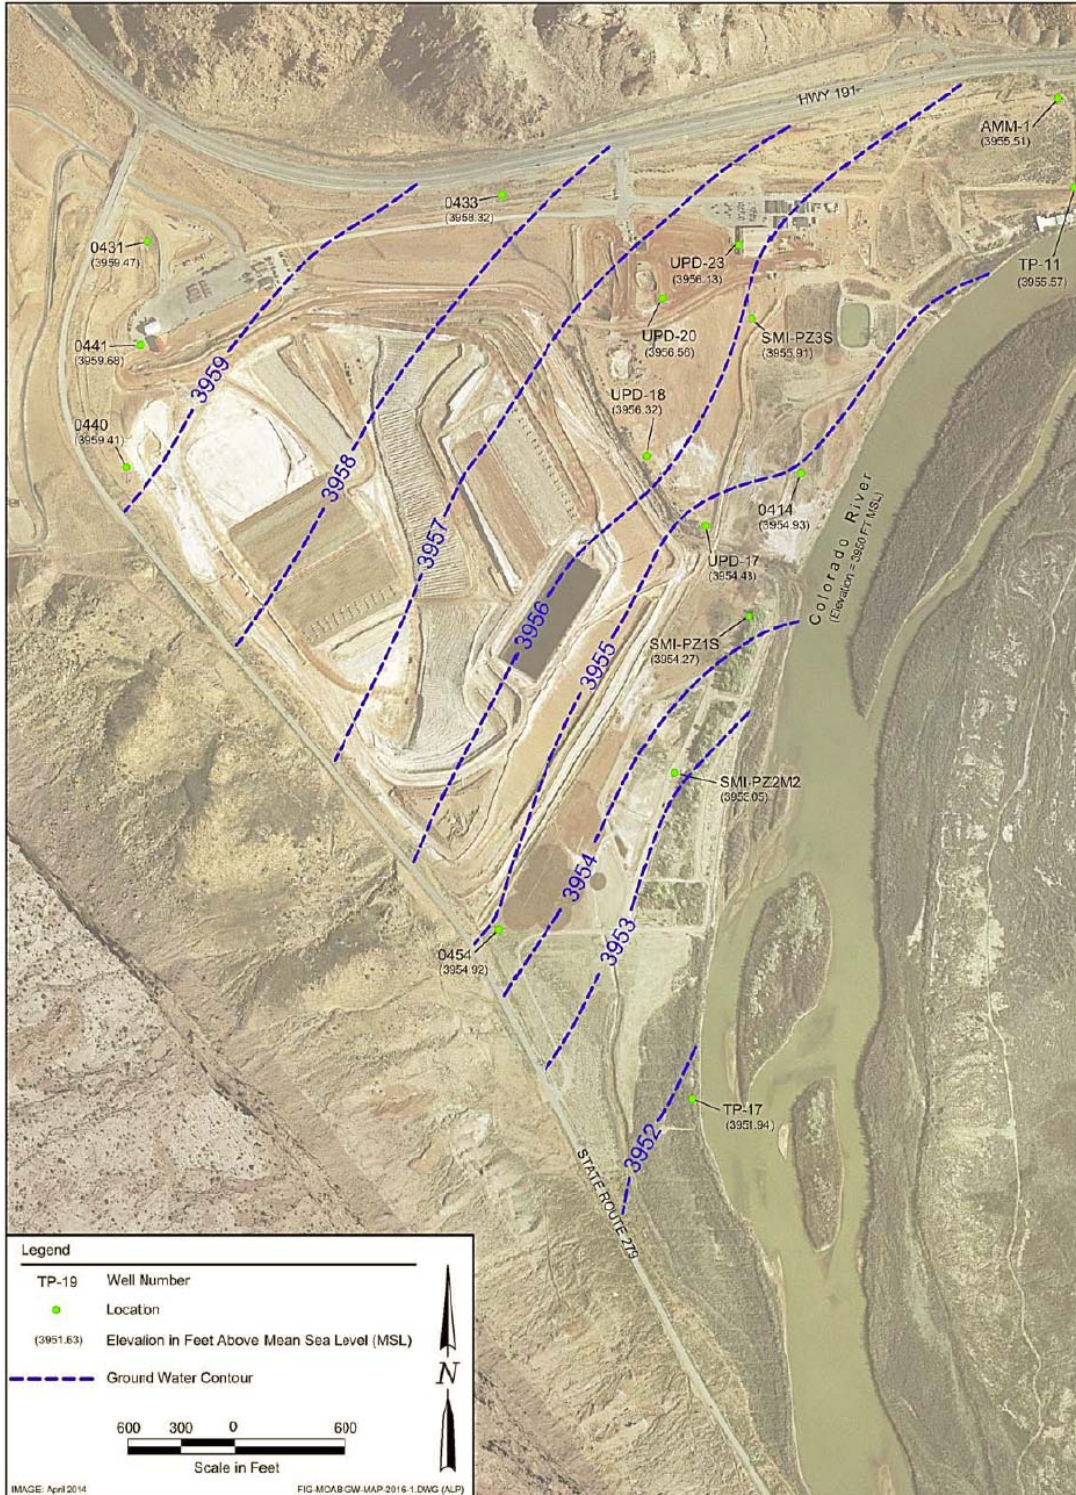 HWY 191
AMM-1
(3955.51)
0433
(3958.32)
0431
(3959.47)
UPD-23
(3956.13)
TP-11
(3955.57)
UPD-20
(3956.56)
SMI-PZ3S
(3955.91)
0441
(3959.68)
3959
UPD-18
(3956.32)
0440
(3959.41)
3958
3957
0414
(3954.93)
Colorado River
(Elevation = 3950 FT MSL)
UPD-17
(3954.43)
3956
3955
SMI-PZ1S
(3954.27)
SMI-PZ2M2
(3953.05)
3954
3953
0454
(3954.92)
TP-17
(3951.94)
3952
STATE ROUTE 279
Legend
TP-19 Well Number
Location
(3951.63) Elevation in Feet Above Mean Sea Level (MSL)
Ground Water Contour
N
600 300 0 600
Scale in Feet
IMAGE: April 2014
FIG-MOABGW-MAP-2016-1.DWG (ALP)